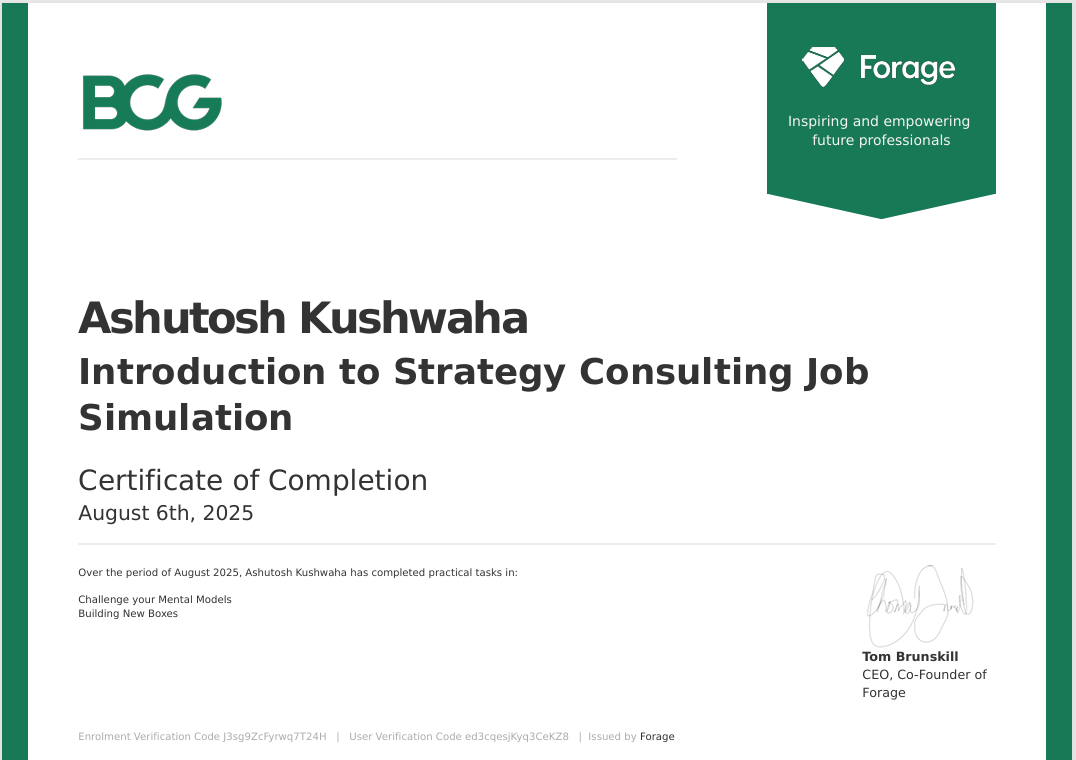 BCG
Forage
Inspiring and empowering
future professionals
Ashutosh Kushwaha
Introduction to Strategy Consulting Job
Simulation
Certificate of Completion
August 6th, 2025
Over the period of August 2025, Ashutosh Kushwaha has completed practical tasks in:
Challenge your Mental Models
Building New Boxes
Tom Brunskill
CEO, Co-Founder of
Forage
Enrolment Verification Code J3sg9ZcFyrwq7T24H | User Verification Code ed3cqesjKyq3CeKZ8 | Issued by Forage